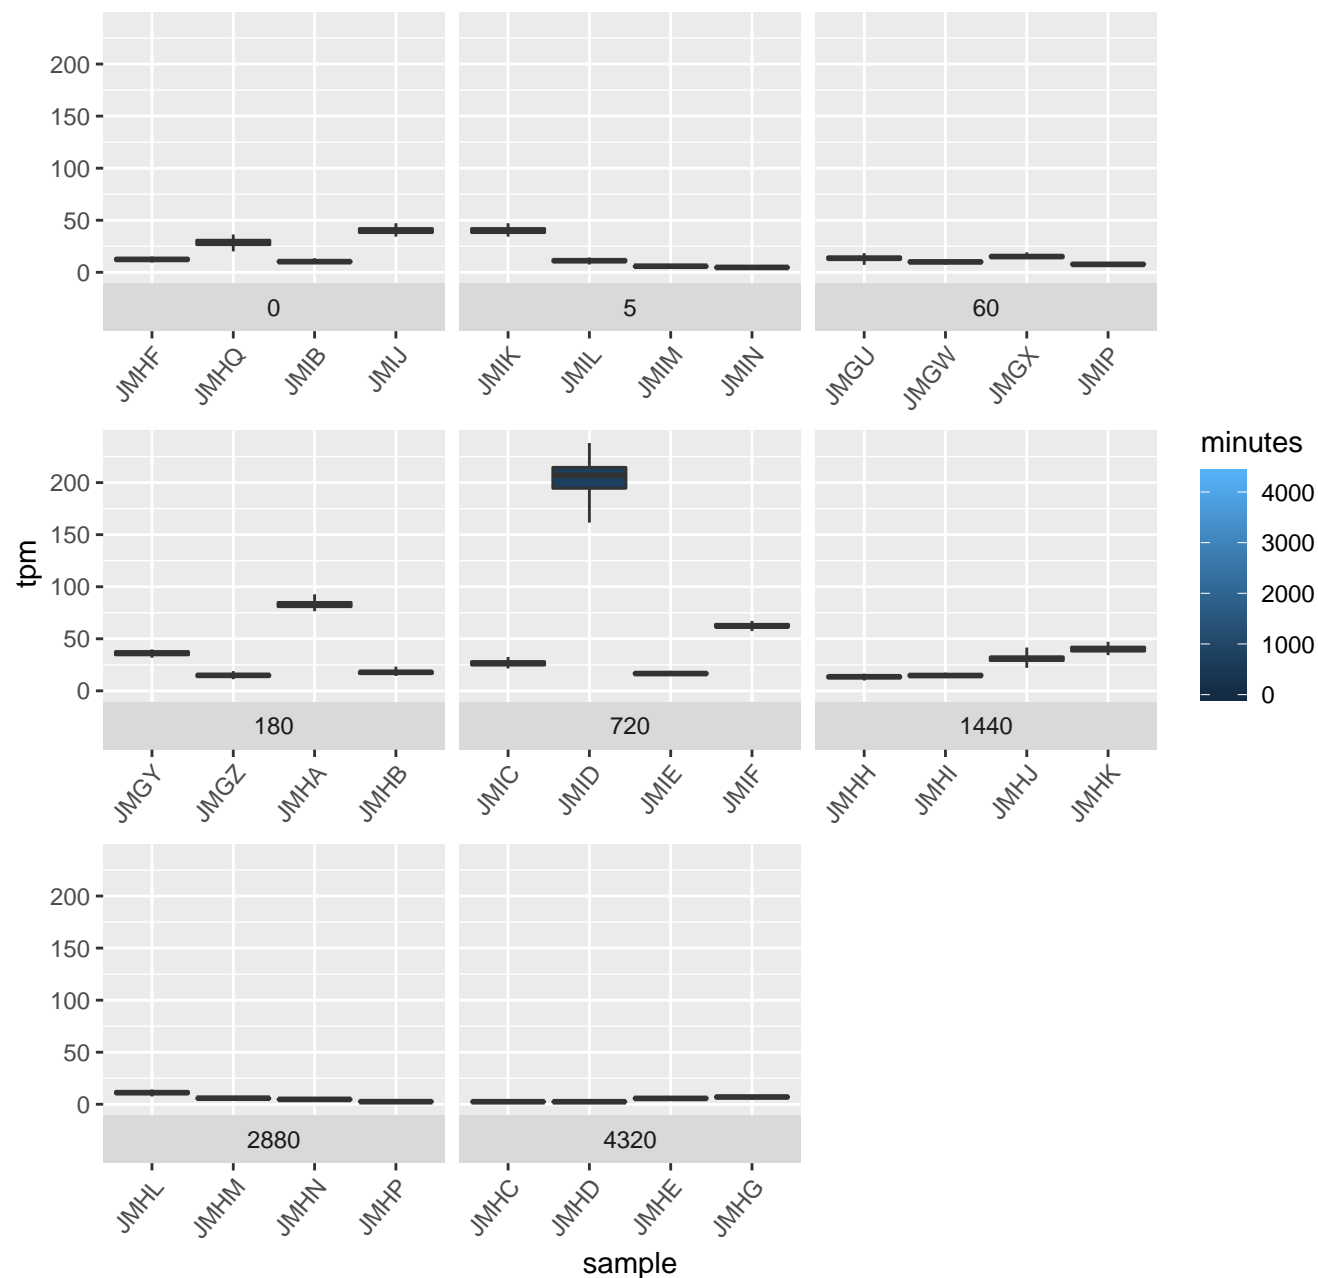 200
150
100
50
0
0 5 60
JMHF JMHQ JMIB JMIJ JMIK JMIL JMIM JMIN JMGU JMGW JMGX JMIP
tpm
200
150
100
50
0
180 720 1440
JMGY JMGZ JMHA JMHB JMIC JMID JMIE JMIF JMHH JMHI JMHJ JMHK
minutes
4000
3000
2000
1000
0
200
150
100
50
0
2880 4320
JMHL JMHM JMHN JMHP JMHC JMHD JMHE JMHG
sample